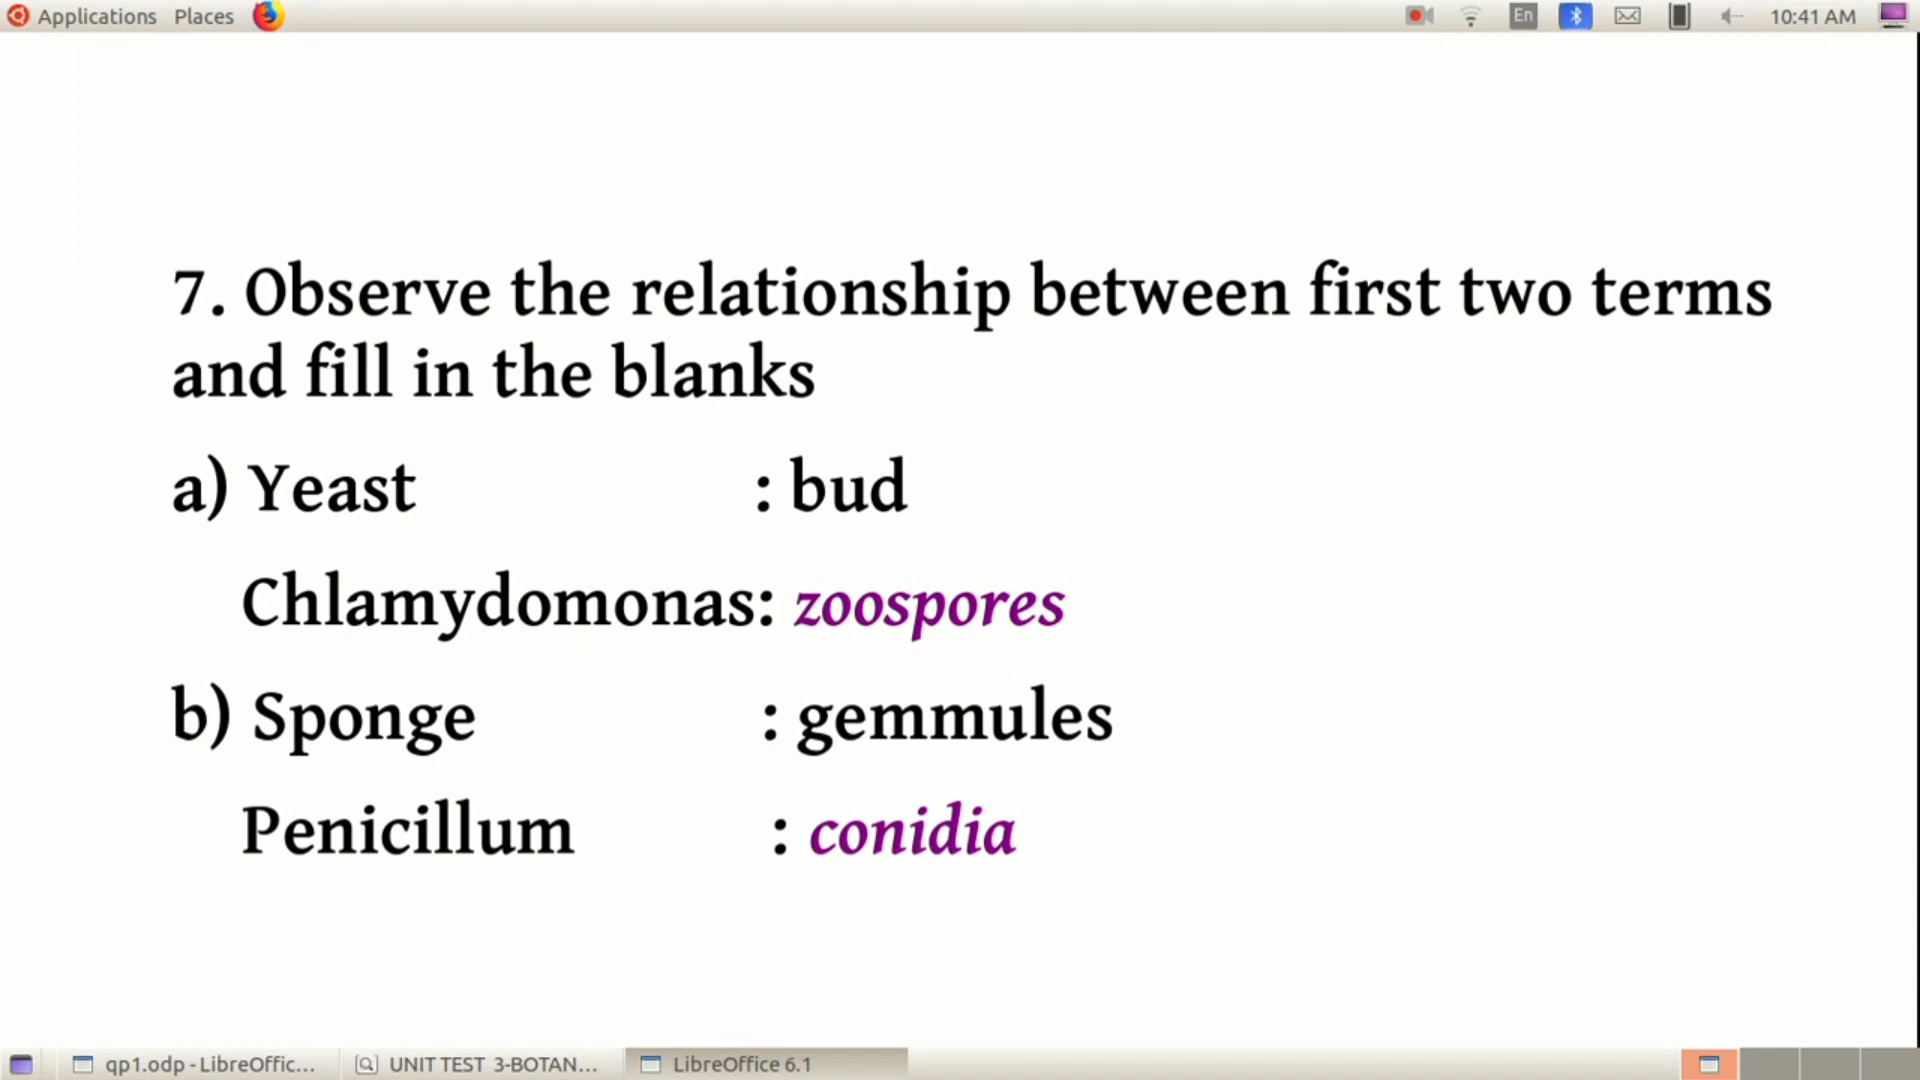 Applications Places En 10:41 AM
7. Observe the relationship between first two terms
and fill in the blanks
a) Yeast : bud
Chlamydomonas: zoospores
b) Sponge : gemmules
Penicillum : conidia
qp1.odp - LibreOffic... UNIT TEST 3-BOTAN... LibreOffice 6.1